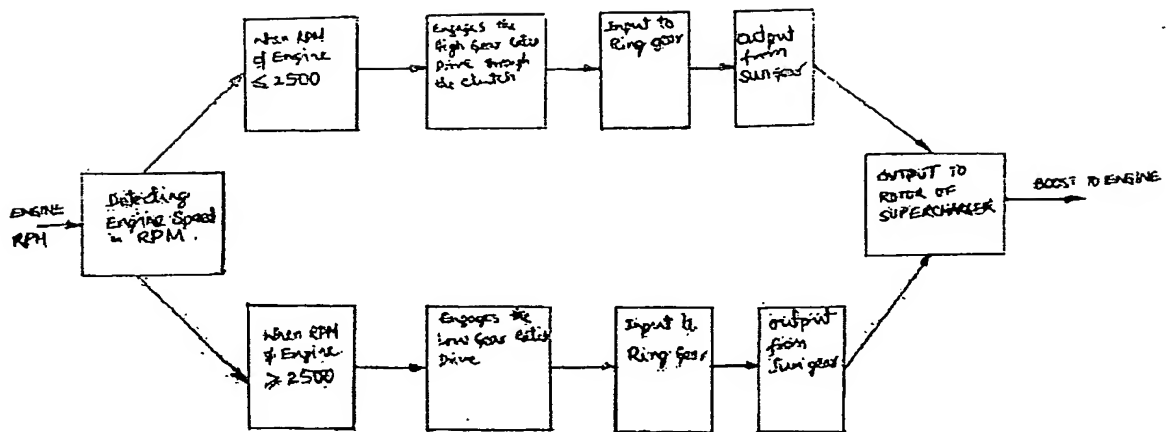 ENGINE
RPM
Detecting
Engine Speed
in RPM.
When RPM
of Engine
≤ 2500
Engages the
High Gear Ratio
Drive through
the Clutch
Input to
Ring gear
output
from
Sun gear
OUTPUT TO
ROTOR OF
SUPERCHARGER
BOOST TO ENGINE
When RPM
of Engine
≥ 2500
Engages the
Low Gear Ratio
Drive
Input to
Ring Gear
output
from
Sun gear